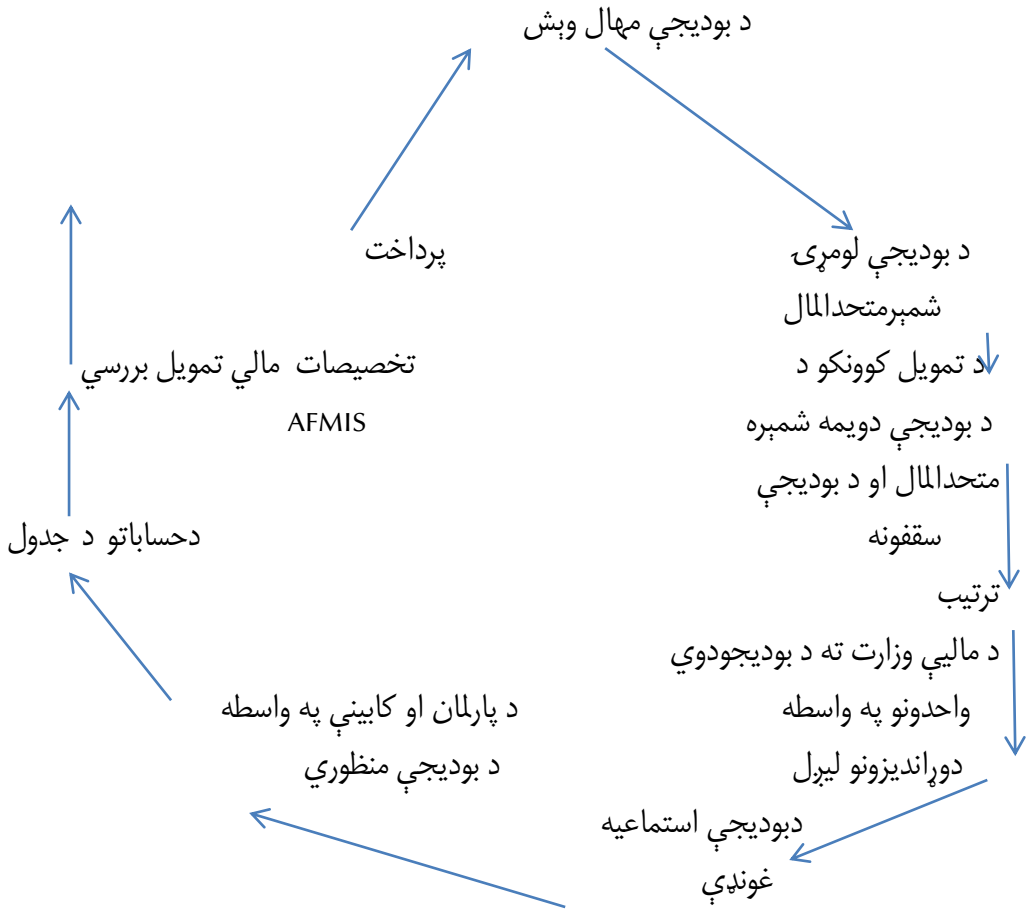 د بودیجې مهال وېش
د بودیجې لومړۍ
شمېرمتحدالمال
د تمویل کوونکو د
د بودیجې دویمه شمېره
متحدالمال او د بودیجې
سقفونه
ترتیب
د مالیې وزارت ته د بودیجودوي
واحدونو په واسطه
دوړاندیزونو لیږل
دبودیجې استماعیه
غونډې
د پارلمان او کابینې په واسطه
د بودیجې منظوري
دحساباتو د جدول
تخصیصات مالي تمویل بررسي
AFMIS
پرداخت